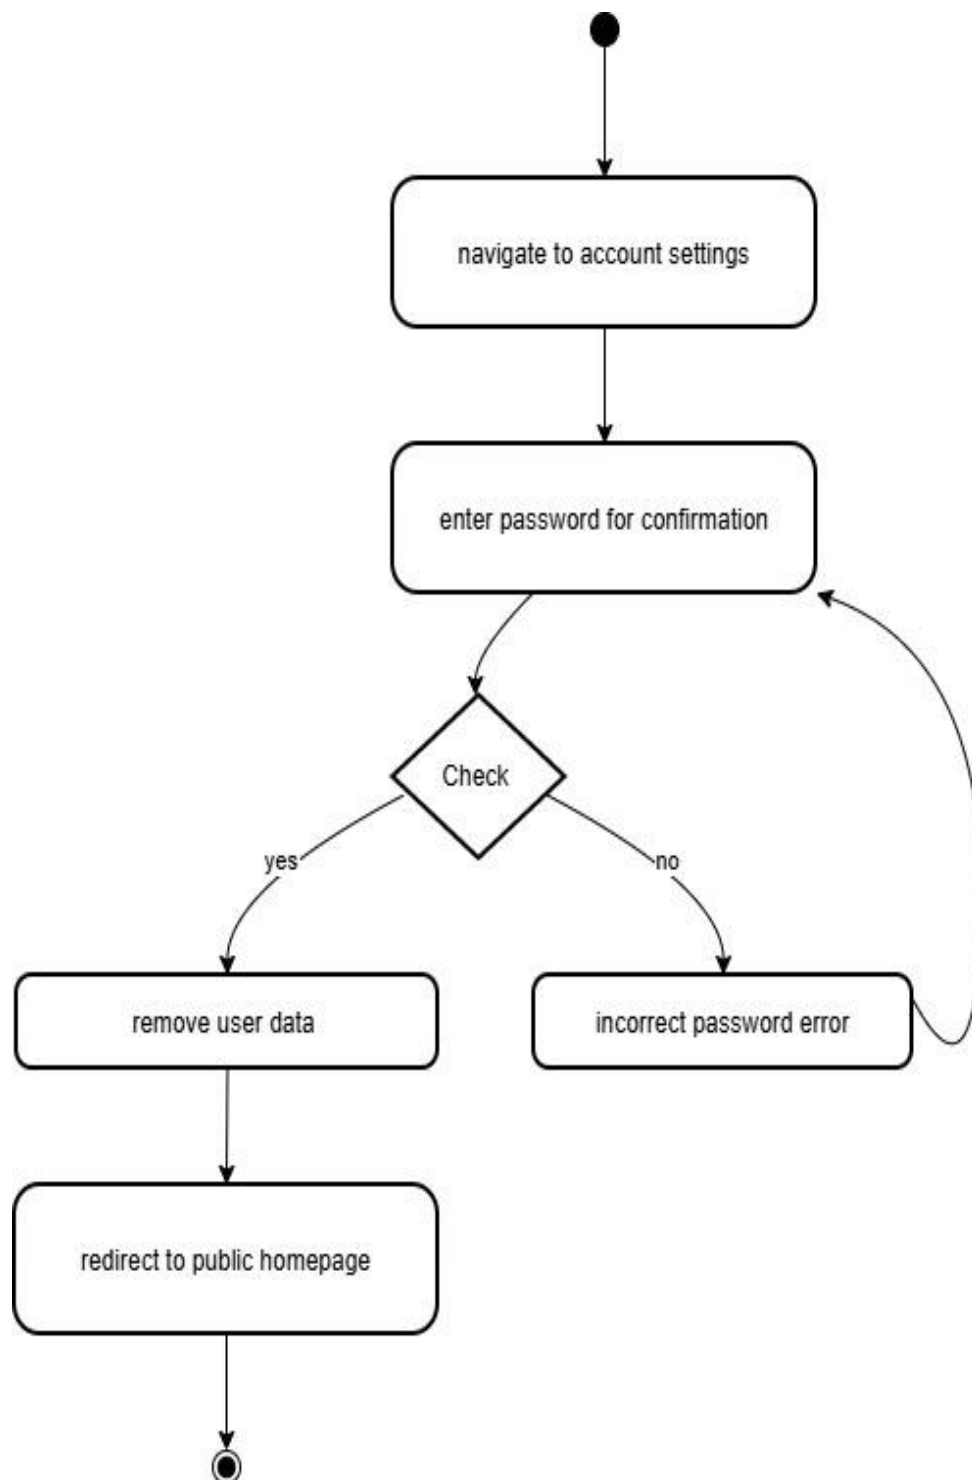 navigate to account settings
enter password for confirmation
Check
yes
no
remove user data
incorrect password error
redirect to public homepage